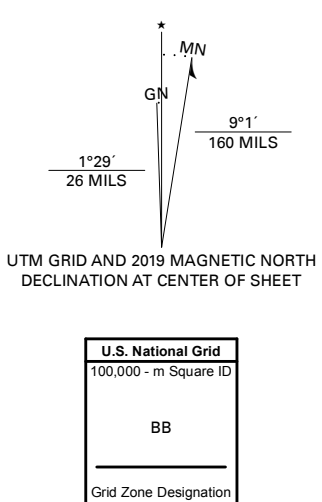 ★
MN
GN
9°1´
160 MILS
1°29´
26 MILS
UTM GRID AND 2019 MAGNETIC NORTH
DECLINATION AT CENTER OF SHEET
U.S. National Grid
100,000 - m Square ID
BB
Grid Zone Designation